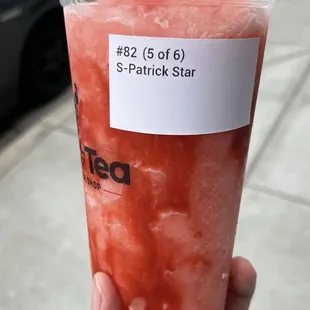 #82 (5 of 6)
S-Patrick Star
Tea